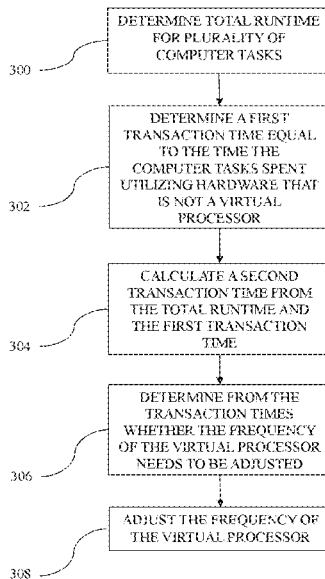 DETERMINE TOTAL RUNTIME
FOR PLURALITY OF
COMPUTER TASKS
300
DETERMINE A FIRST
TRANSACTION TIME EQUAL
TO THE TIME THE
COMPUTER TASKS SPENT
UTILIZING HARDWARE THAT
IS NOT A VIRTUAL
PROCESSOR
302
CALCULATE A SECOND
TRANSACTION TIME FROM
THE TOTAL RUNTIME AND
THE FIRST TRANSACTION
TIME
304
DETERMINE FROM THE
TRANSACTION TIMES
WHETHER THE FREQUENCY
OF THE VIRTUAL PROCESSOR
NEEDS TO BE ADJUSTED
306
ADJUST THE FREQUENCY OF
THE VIRTUAL PROCESSOR
308